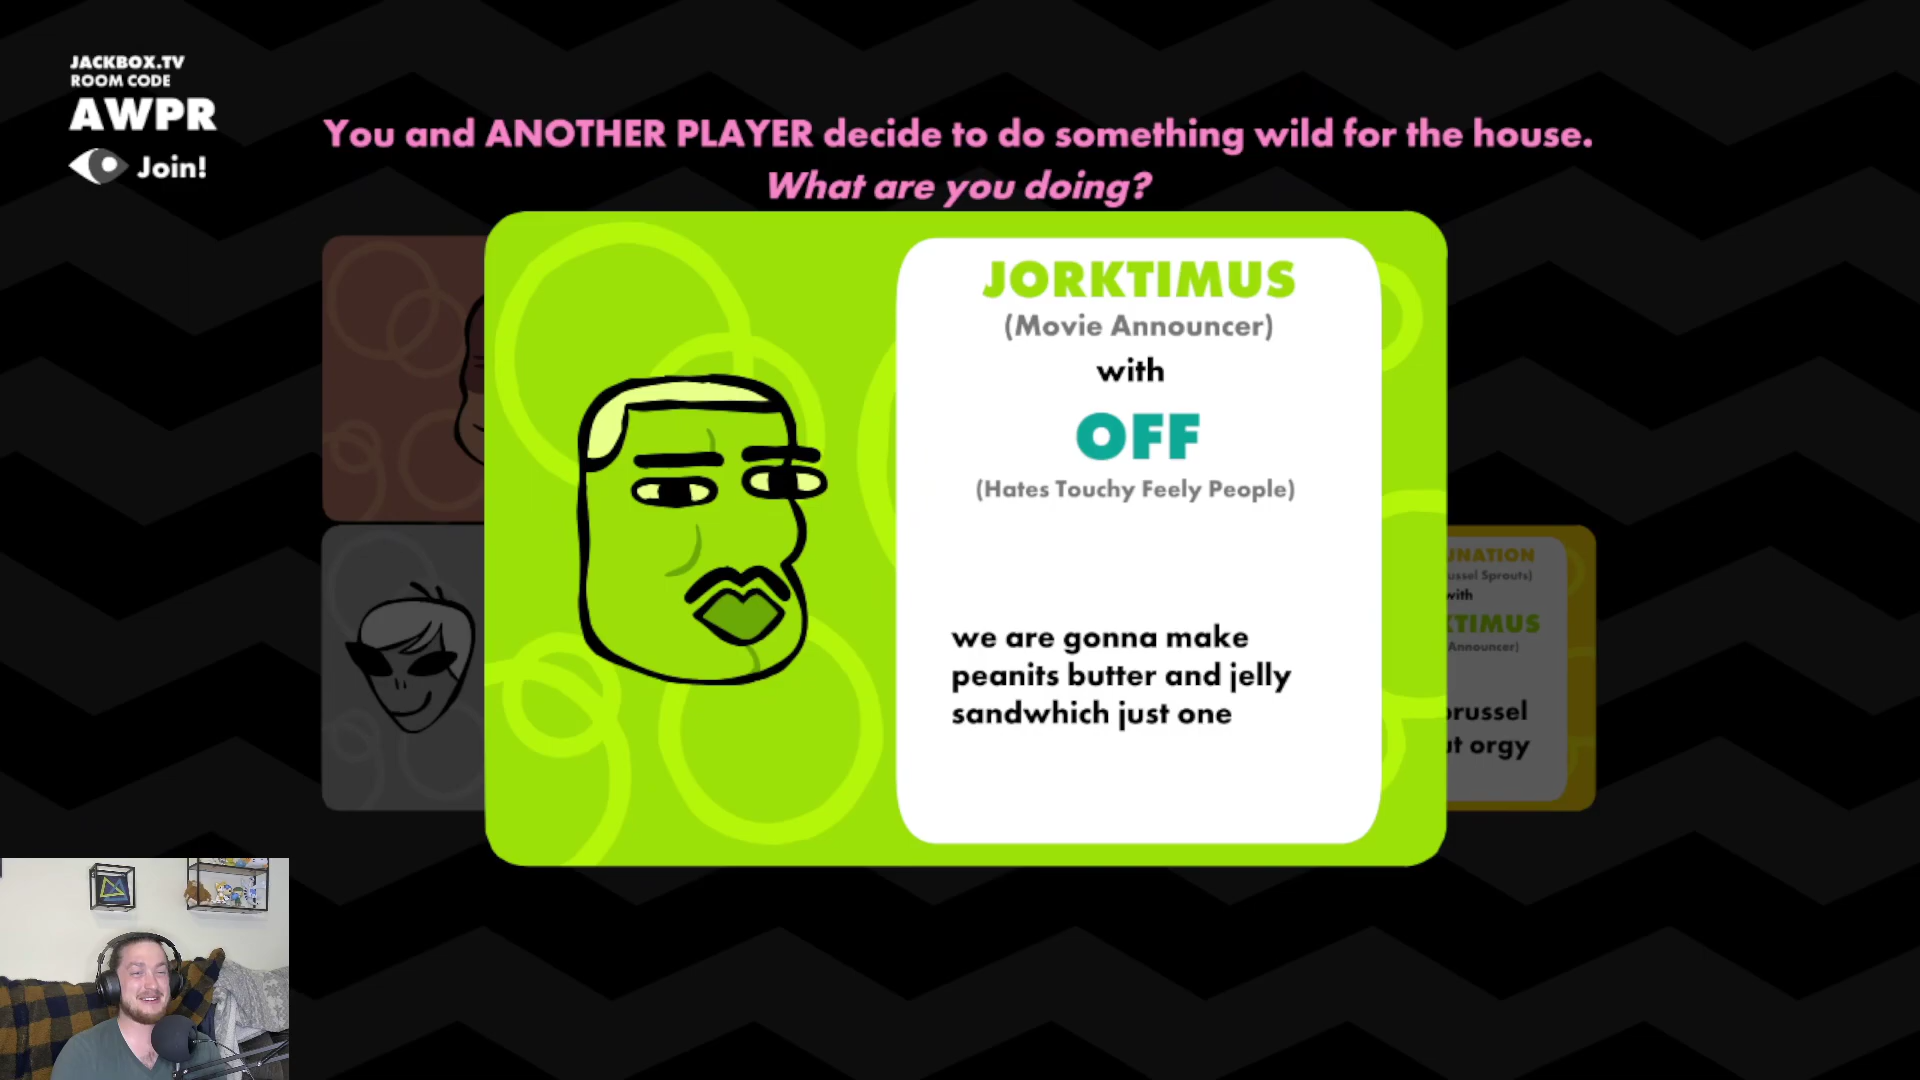 JACKBOX.TV
ROOM CODE
AWPR
Join!
You and ANOTHER PLAYER decide to do something wild for the house.
What are you doing?
JORKTIMUS
(Movie Announcer)
with
OFF
(Hates Touchy Feely People)
we are gonna make
peanits butter and jelly
sandwhich just one
with
orgy